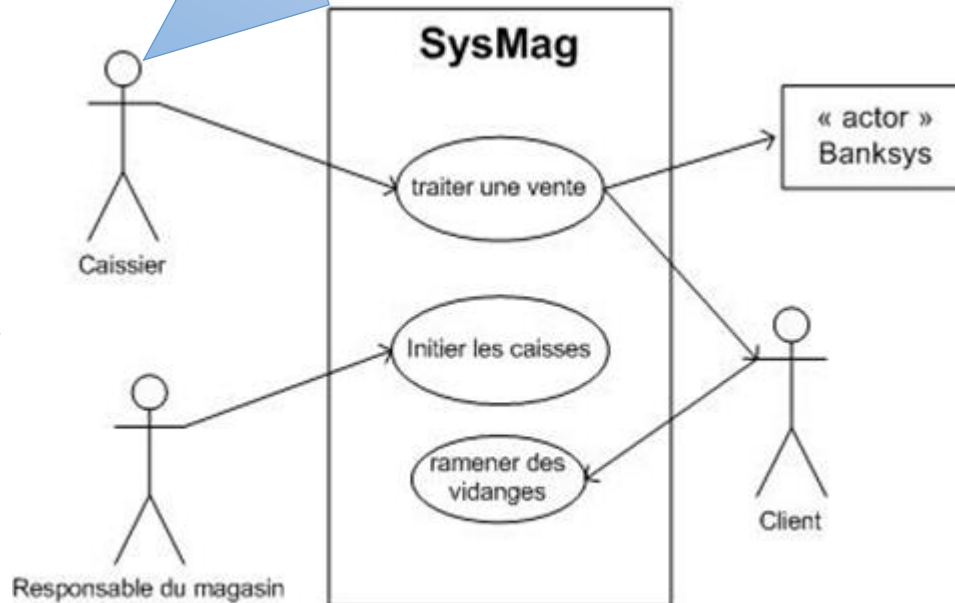 SysMag
« actor »
Banksys
traiter une vente
Caissier
Initier les caisses
ramener des
vidanges
Client
Responsable du magasin